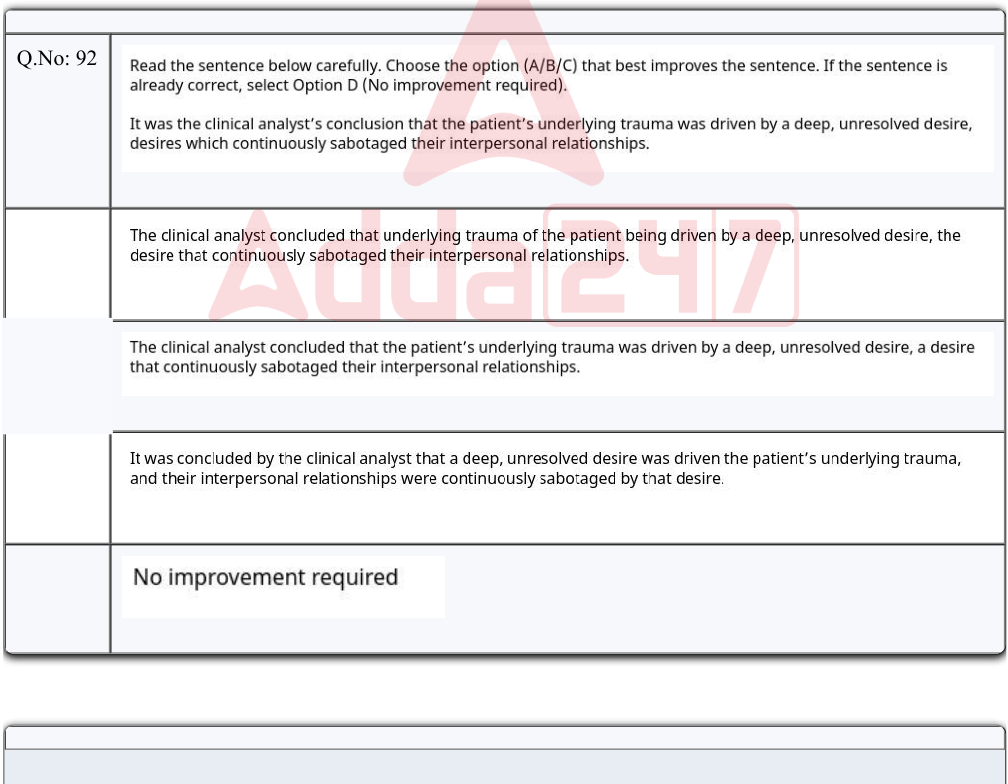 Q.No: 92
Read the sentence below carefully. Choose the option (A/B/C) that best improves the sentence. If the sentence is
already correct, select Option D (No improvement required).
It was the clinical analyst’s conclusion that the patient’s underlying trauma was driven by a deep, unresolved desire,
desires which continuously sabotaged their interpersonal relationships.
Adda247
The clinical analyst concluded that underlying trauma of the patient being driven by a deep, unresolved desire, the
desire that continuously sabotaged their interpersonal relationships.
The clinical analyst concluded that the patient’s underlying trauma was driven by a deep, unresolved desire, a desire
that continuously sabotaged their interpersonal relationships.
It was concluded by the clinical analyst that a deep, unresolved desire was driven the patient’s underlying trauma,
and their interpersonal relationships were continuously sabotaged by that desire.
No improvement required